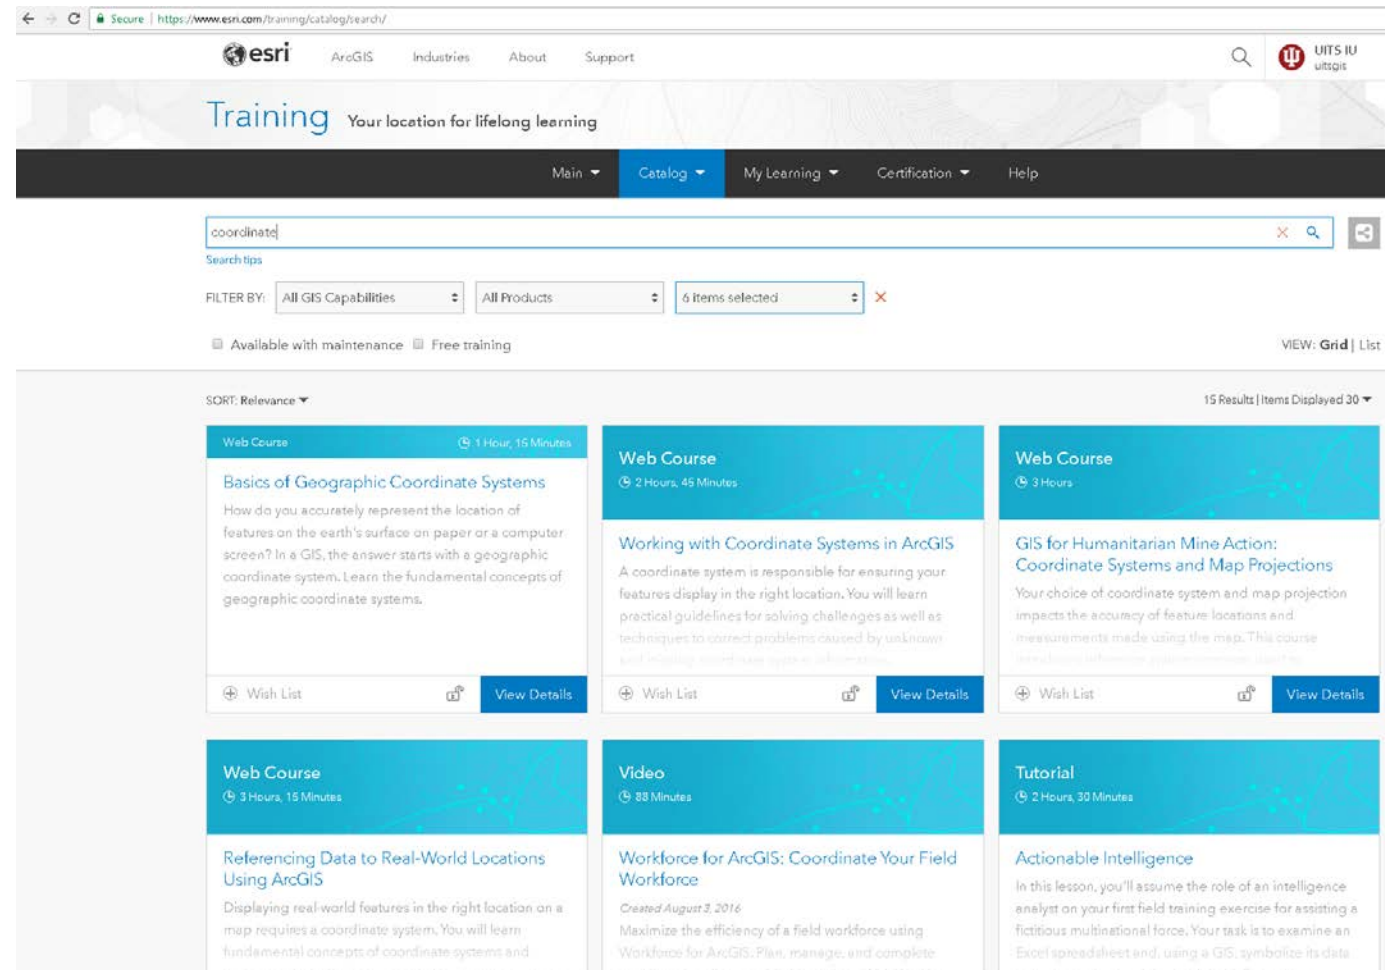 Secure | https://www.esri.com/training/catalog/search/
esri ArcGIS Industries About Support UITS IU
uitsgis
Training Your location for lifelong learning
Main Catalog My Learning Certification Help
coordinate
Search tips
FILTER BY: All GIS Capabilities All Products 6 items selected
Available with maintenance Free training VIEW: Grid | List
SORT: Relevance 15 Results | Items Displayed 30
Web Course 1 Hour, 15 Minutes
Basics of Geographic Coordinate Systems
How do you accurately represent the location of
features on the earth's surface on paper or a computer
screen? In a GIS, the answer starts with a geographic
coordinate system. Learn the fundamental concepts of
geographic coordinate systems.
Wish List View Details
Web Course
2 Hours, 45 Minutes
Working with Coordinate Systems in ArcGIS
A coordinate system is responsible for ensuring your
features display in the right location. You will learn
practical guidelines for solving challenges as well as
techniques to correct problems caused by unknown
Wish List View Details
Web Course
3 Hours
GIS for Humanitarian Mine Action:
Coordinate Systems and Map Projections
Your choice of coordinate system and map projection
impacts the accuracy of feature locations and
measurements made using the map. This course
Wish List View Details
Web Course
3 Hours, 15 Minutes
Referencing Data to Real-World Locations
Using ArcGIS
Displaying real-world features in the right location on a
map requires a coordinate system. You will learn
fundamental concepts of coordinate systems and
Video
88 Minutes
Workforce for ArcGIS: Coordinate Your Field
Workforce
Created August 3, 2016
Maximize the efficiency of a field workforce using
Workforce for ArcGIS. Plan, manage, and complete
Tutorial
2 Hours, 30 Minutes
Actionable Intelligence
In this lesson, you'll assume the role of an intelligence
analyst on your first field training exercise for assisting a
fictitious multinational force. Your task is to examine an
Excel spreadsheet and, using a GIS, symbolize its data